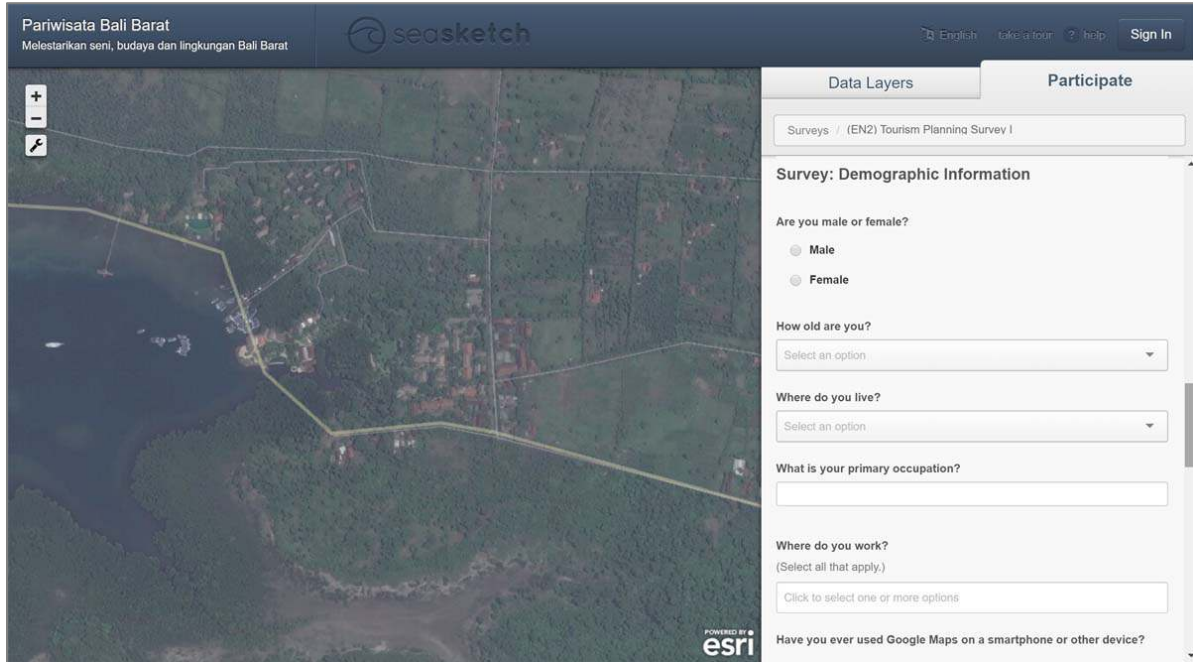 Pariwisata Bali Barat
Melestarikan seni, budaya dan lingkungan Bali Barat
seasketch
English take a tour ? help Sign In
Data Layers Participate
Surveys / (EN2) Tourism Planning Survey I
+
-
Survey: Demographic Information
Are you male or female?
Male
Female
How old are you?
Select an option
Where do you live?
Select an option
What is your primary occupation?
Where do you work?
(Select all that apply.)
Click to select one or more options
Have you ever used Google Maps on a smartphone or other device?
POWERED BY
esri